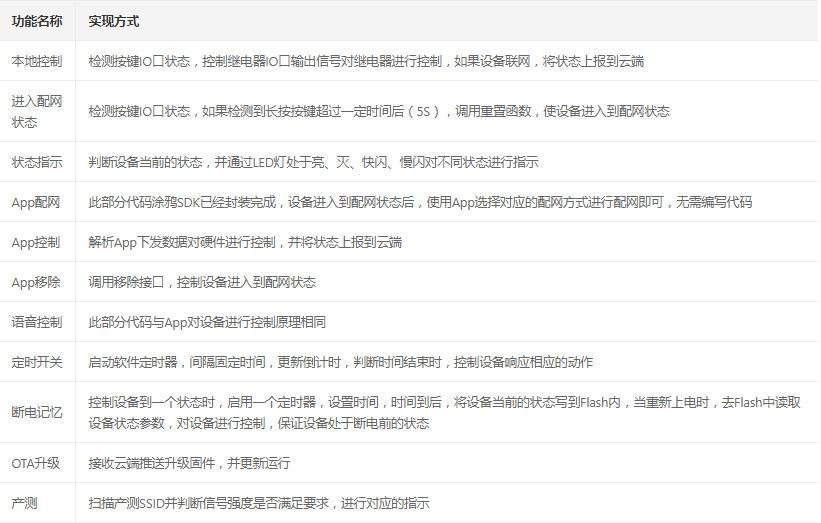 功能名称 实现方式
本地控制 检测按键IO口状态，控制继电器IO口输出信号对继电器进行控制，如果设备联网，将状态上报到云端
进入配网
状态 检测按键IO口状态，如果检测到长按按键超过一定时间后（5S），调用重置函数，使设备进入到配网状态
状态指示 判断设备当前的状态，并通过LED灯处于亮、灭、快闪、慢闪对不同状态进行指示
App配网 此部分代码涂鸦SDK已经封装完成，设备进入到配网状态后，使用App选择对应的配网方式进行配网即可，无需编写代码
App控制 解析App下发数据对硬件进行控制，并将状态上报到云端
App移除 调用移除接口，控制设备进入到配网状态
语音控制 此部分代码与App对设备进行控制原理相同
定时开关 启动软件定时器，间隔固定时间，更新倒计时，判断时间结束时，控制设备响应相应的动作
断电记忆 控制设备到一个状态时，启用一个定时器，设置时间，时间到后，将设备当前的状态写到Flash内，当重新上电时，去Flash中读取
设备状态参数，对设备进行控制，保证设备处于断电前的状态
OTA升级 接收云端推送升级固件，并更新运行
产测 扫描产测SSID并判断信号强度是否满足要求，进行对应的指示